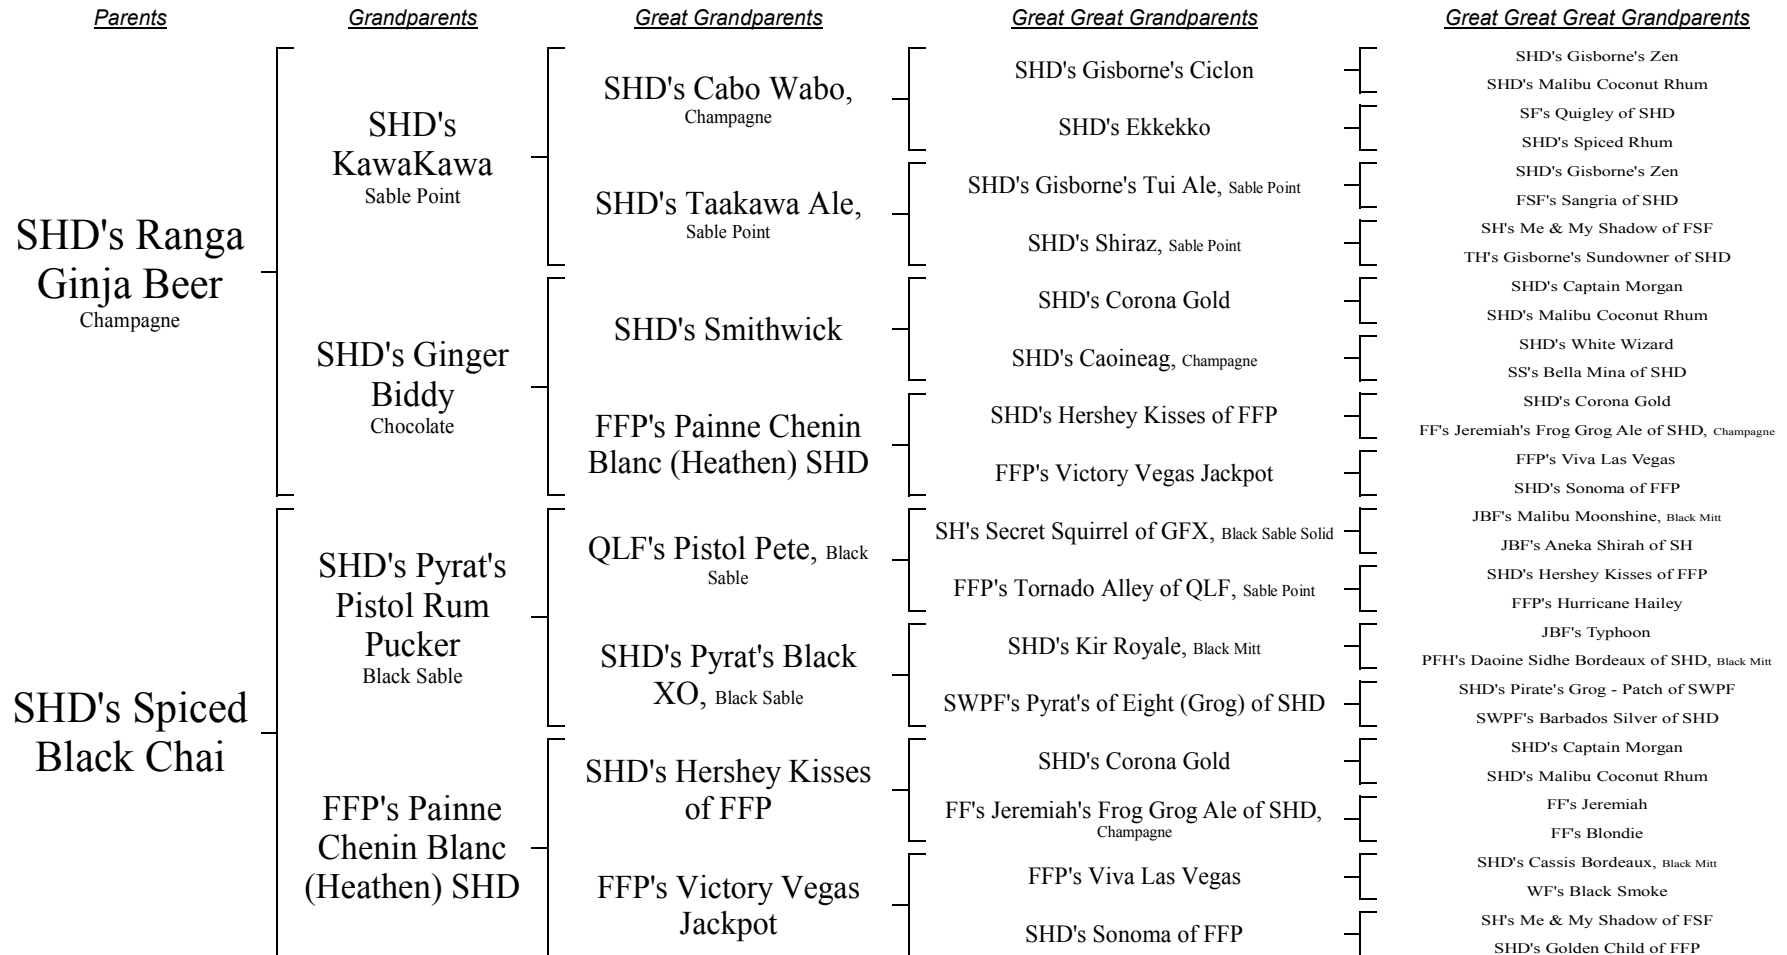 Parents
Grandparents
Great Grandparents
Great Great Grandparents
Great Great Great Grandparents
SHD's Ranga
Ginja Beer
Champagne
SHD's Spiced
Black Chai
SHD's
KawaKawa
Sable Point
SHD's Ginger
Biddy
Chocolate
SHD's Pyrat's
Pistol Rum
Pucker
Black Sable
FFP's Painne
Chenin Blanc
(Heathen) SHD
SHD's Cabo Wabo,
Champagne
SHD's Taakawa Ale,
Sable Point
SHD's Smithwick
FFP's Painne Chenin
Blanc (Heathen) SHD
QLF's Pistol Pete, Black
Sable
SHD's Pyrat's Black
XO, Black Sable
SHD's Hershey Kisses
of FFP
FFP's Victory Vegas
Jackpot
SHD's Gisborne's Ciclon
SHD's Ekkekko
SHD's Gisborne's Tui Ale, Sable Point
SHD's Shiraz, Sable Point
SHD's Corona Gold
SHD's Caoineag, Champagne
SHD's Hershey Kisses of FFP
FFP's Victory Vegas Jackpot
SH's Secret Squirrel of GFX, Black Sable Solid
FFP's Tornado Alley of QLF, Sable Point
SHD's Kir Royale, Black Mitt
SWPF's Pyrat's of Eight (Grog) of SHD
SHD's Corona Gold
FF's Jeremiah's Frog Grog Ale of SHD,
Champagne
FFP's Viva Las Vegas
SHD's Sonoma of FFP
SHD's Gisborne's Zen
SHD's Malibu Coconut Rhum
SF's Quigley of SHD
SHD's Spiced Rhum
SHD's Gisborne's Zen
FSF's Sangria of SHD
SH's Me & My Shadow of FSF
TH's Gisborne's Sundowner of SHD
SHD's Captain Morgan
SHD's Malibu Coconut Rhum
SHD's White Wizard
SS's Bella Mina of SHD
SHD's Corona Gold
FF's Jeremiah's Frog Grog Ale of SHD, Champagne
FFP's Viva Las Vegas
SHD's Sonoma of FFP
JBF's Malibu Moonshine, Black Mitt
JBF's Aneka Shirah of SH
SHD's Hershey Kisses of FFP
FFP's Hurricane Hailey
JBF's Typhoon
PFH's Daoine Sidhe Bordeaux of SHD, Black Mitt
SHD's Pirate's Grog - Patch of SWPF
SWPF's Barbados Silver of SHD
SHD's Captain Morgan
SHD's Malibu Coconut Rhum
FF's Jeremiah
FF's Blondie
SHD's Cassis Bordeaux, Black Mitt
WF's Black Smoke
SH's Me & My Shadow of FSF
SHD's Golden Child of FFP